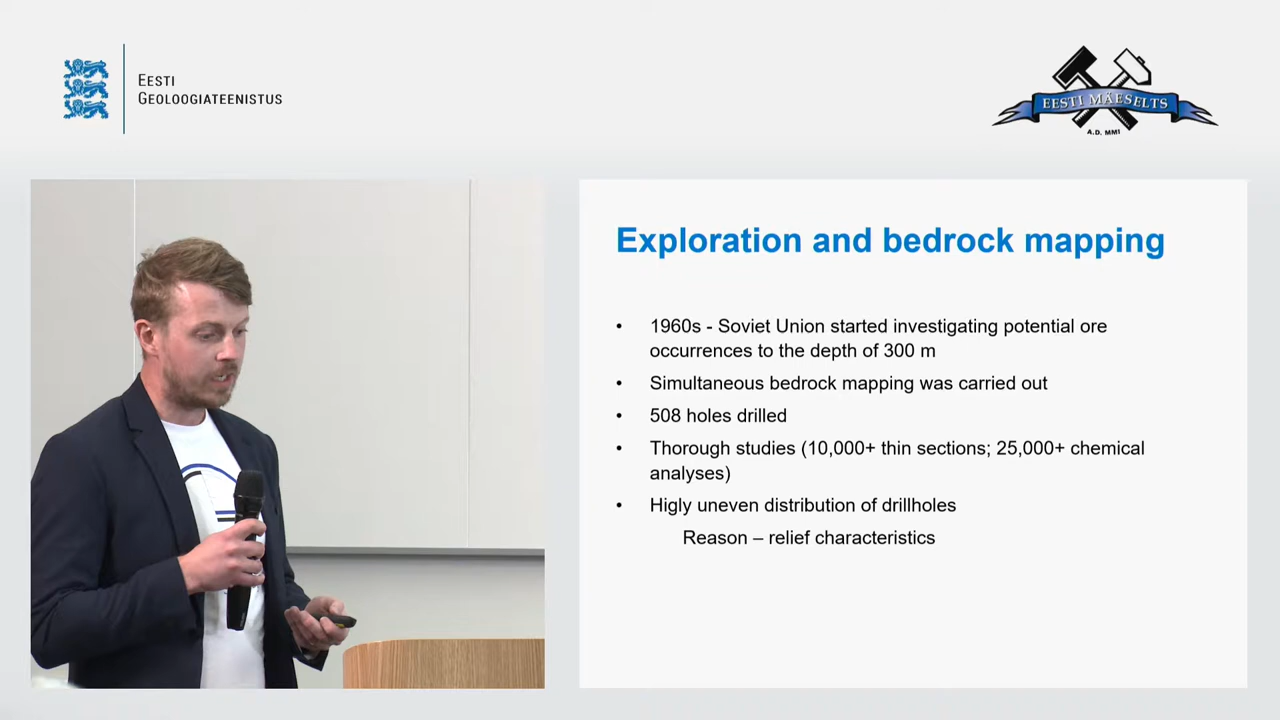 EESTI
GEOLOOGIATEENISTUS
EESTI MÄESELTS
A.D. MMI
Exploration and bedrock mapping
• 1960s - Soviet Union started investigating potential ore
occurrences to the depth of 300 m
• Simultaneous bedrock mapping was carried out
• 508 holes drilled
• Thorough studies (10,000+ thin sections; 25,000+ chemical
analyses)
• Higly uneven distribution of drillholes
Reason – relief characteristics